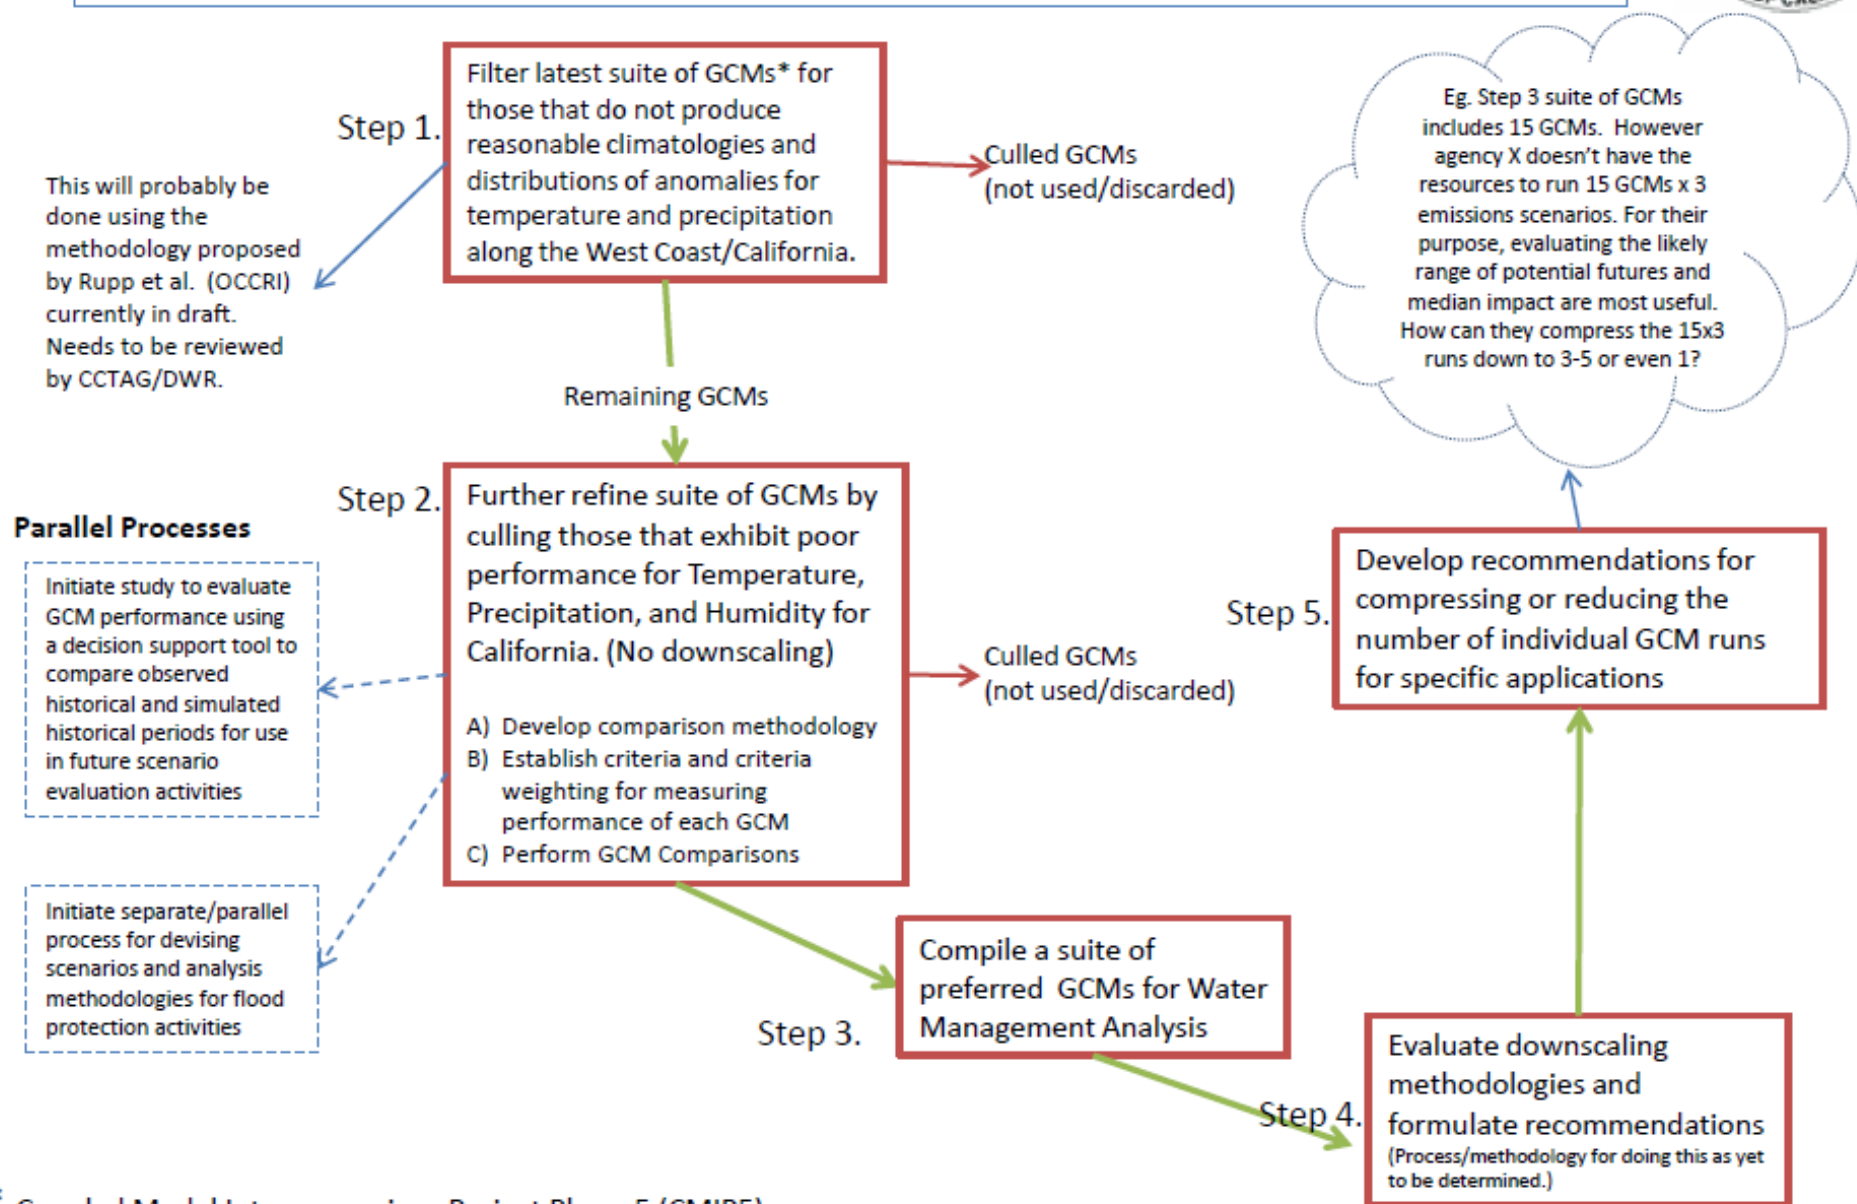 Step 1.
Filter latest suite of GCMs* for
those that do not produce
reasonable climatologies and
distributions of anomalies for
temperature and precipitation
along the West Coast/California.
Culled GCMs
(not used/discarded)
This will probably be
done using the
methodology proposed
by Rupp et al. (OCCRI)
currently in draft.
Needs to be reviewed
by CCTAG/DWR.
Remaining GCMs
Step 2.
Further refine suite of GCMs by
culling those that exhibit poor
performance for Temperature,
Precipitation, and Humidity for
California. (No downscaling)
A) Develop comparison methodology
B) Establish criteria and criteria
weighting for measuring
performance of each GCM
C) Perform GCM Comparisons
Culled GCMs
(not used/discarded)
Parallel Processes
Initiate study to evaluate
GCM performance using
a decision support tool to
compare observed
historical and simulated
historical periods for use
in future scenario
evaluation activities
Initiate separate/parallel
process for devising
scenarios and analysis
methodologies for flood
protection activities
Step 3.
Compile a suite of
preferred GCMs for Water
Management Analysis
Step 4.
Evaluate downscaling
methodologies and
formulate recommendations
(Process/methodology for doing this as yet
to be determined.)
Step 5.
Develop recommendations for
compressing or reducing the
number of individual GCM runs
for specific applications
Eg. Step 3 suite of GCMs
includes 15 GCMs. However
agency X doesn't have the
resources to run 15 GCMs x 3
emissions scenarios. For their
purpose, evaluating the likely
range of potential futures and
median impact are most useful.
How can they compress the 15x3
runs down to 3-5 or even 1?